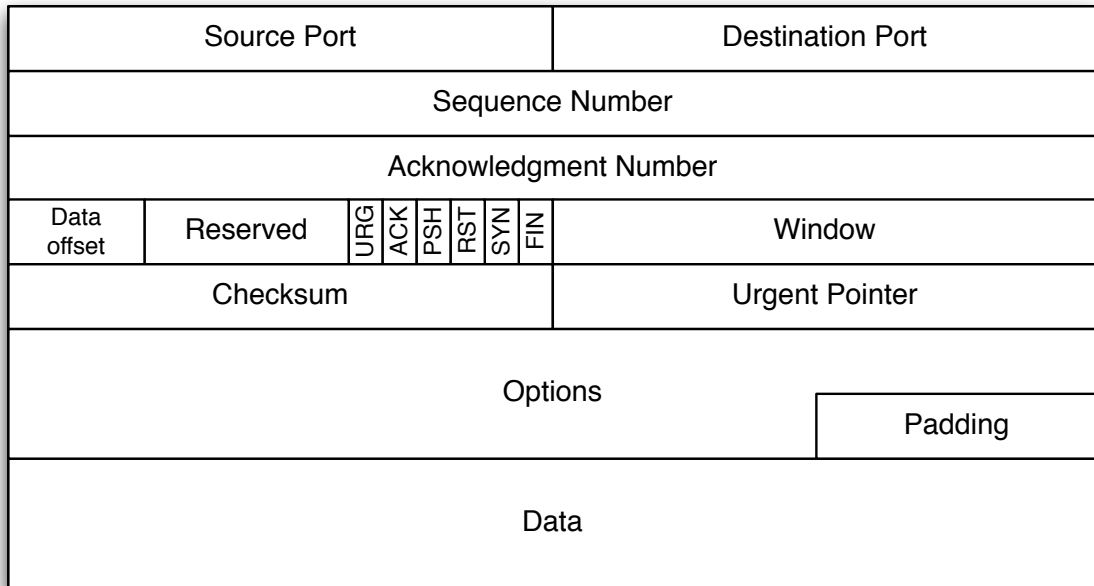 Source Port
Destination Port
Sequence Number
Acknowledgment Number
Data
offset
Reserved
URG
ACK
PSH
RST
SYN
FIN
Window
Checksum
Urgent Pointer
Options
Padding
Data